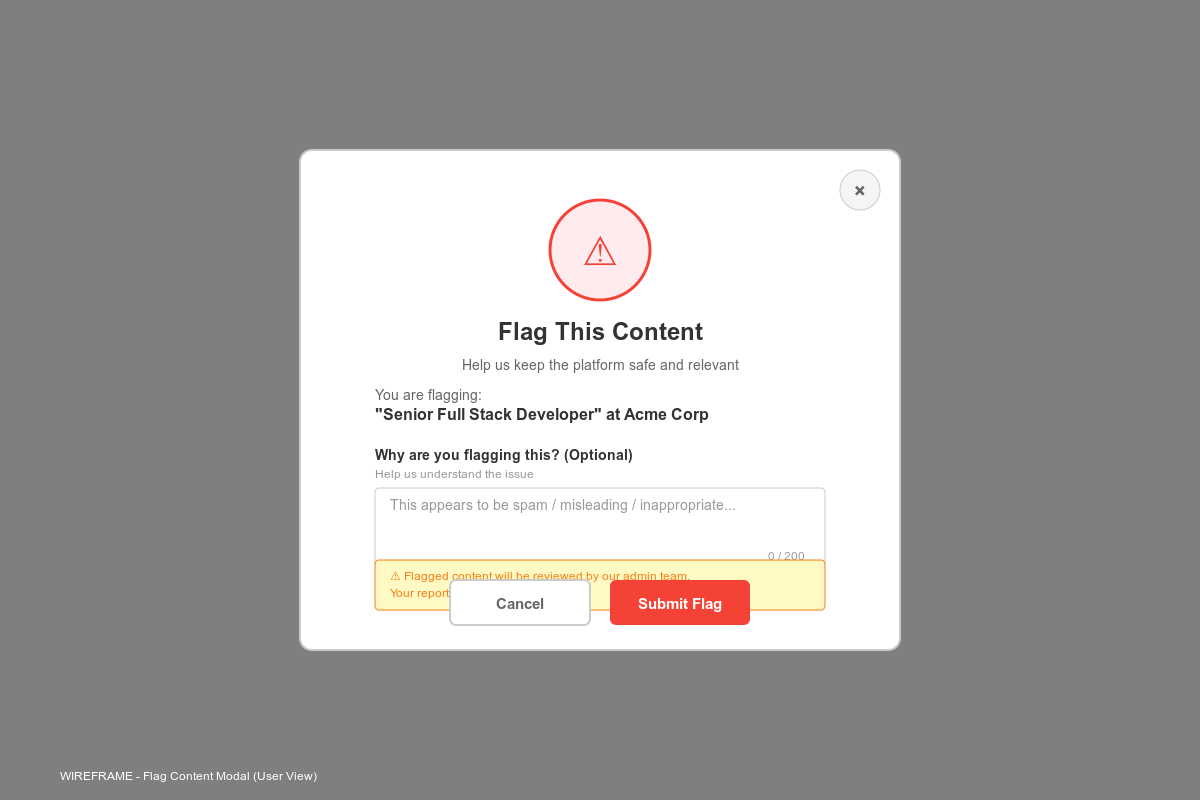 ×
⚠
Flag This Content
Help us keep the platform safe and relevant
You are flagging:
"Senior Full Stack Developer" at Acme Corp
Why are you flagging this? (Optional)
Help us understand the issue
This appears to be spam / misleading / inappropriate...
0 / 200
⚠ Flagged content will be reviewed by our admin team.
Your report
Cancel
Submit Flag
WIREFRAME - Flag Content Modal (User View)